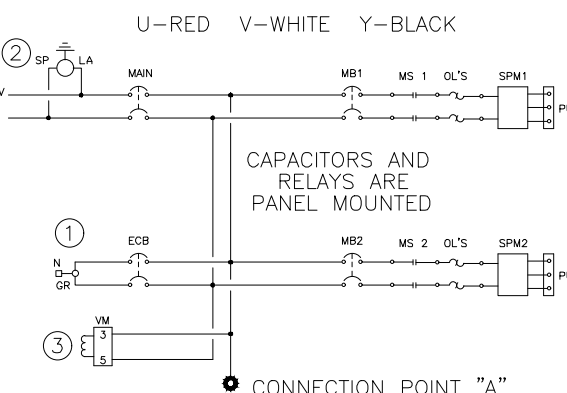 U-RED V-WHITE Y-BLACK
2
SP LA
MAIN MB1 MS 1 OL'S SPM1
V
CAPACITORS AND
RELAYS ARE
PANEL MOUNTED
1
ECB MB2 MS 2 OL'S SPM2
N
GR
VM
3
3
5
CONNECTION POINT "A"